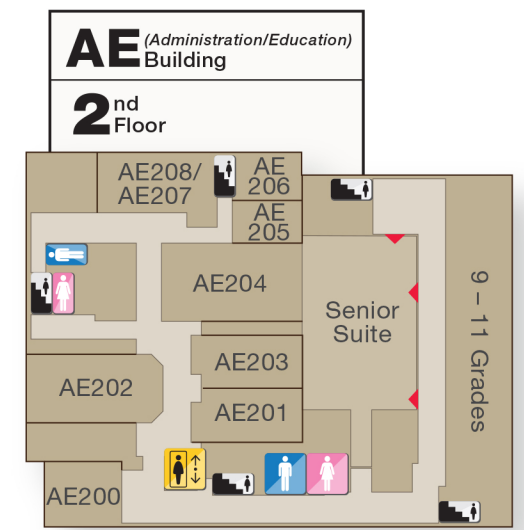 AE (Administration/Education)
Building
2nd
Floor
AE208/
AE207
AE
206
AE
205
AE204
Senior
Suite
9 – 11 Grades
AE203
AE202
AE201
AE200